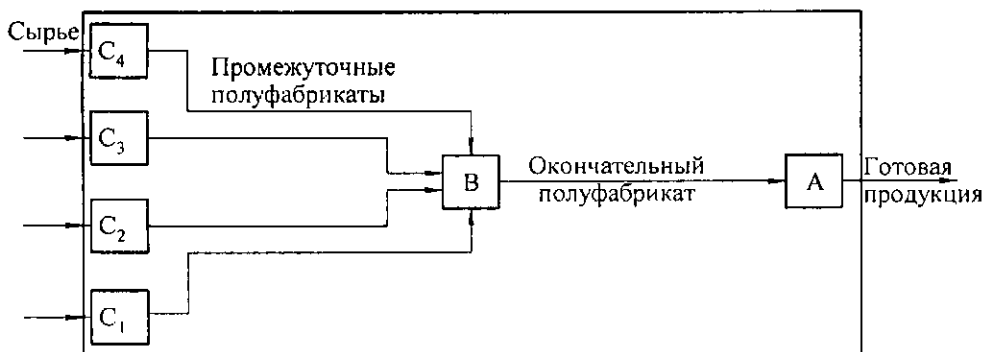 Сырье
C₄
Промежуточные
полуфабрикаты
C₃
B
Окончательный
полуфабрикат
A
Готовая
продукция
C₂
C₁